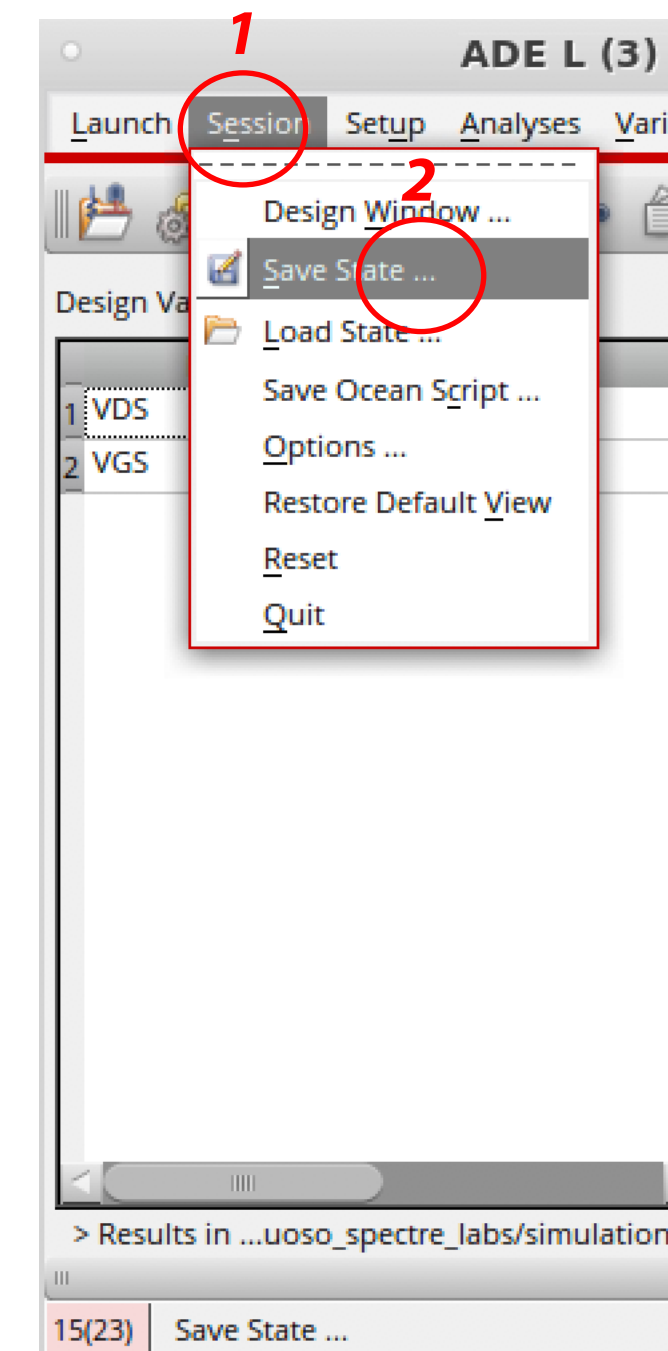 1
ADE L (3)
Launch Session Setup Analyses Vari
2
Design Window ...
Save State ...
Design Va
Load State ...
1 VDS
Save Ocean Script ...
2 VGS
Options ...
Restore Default View
Reset
Quit
> Results in ...uoso_spectre_labs/simulation
15(23) Save State ...